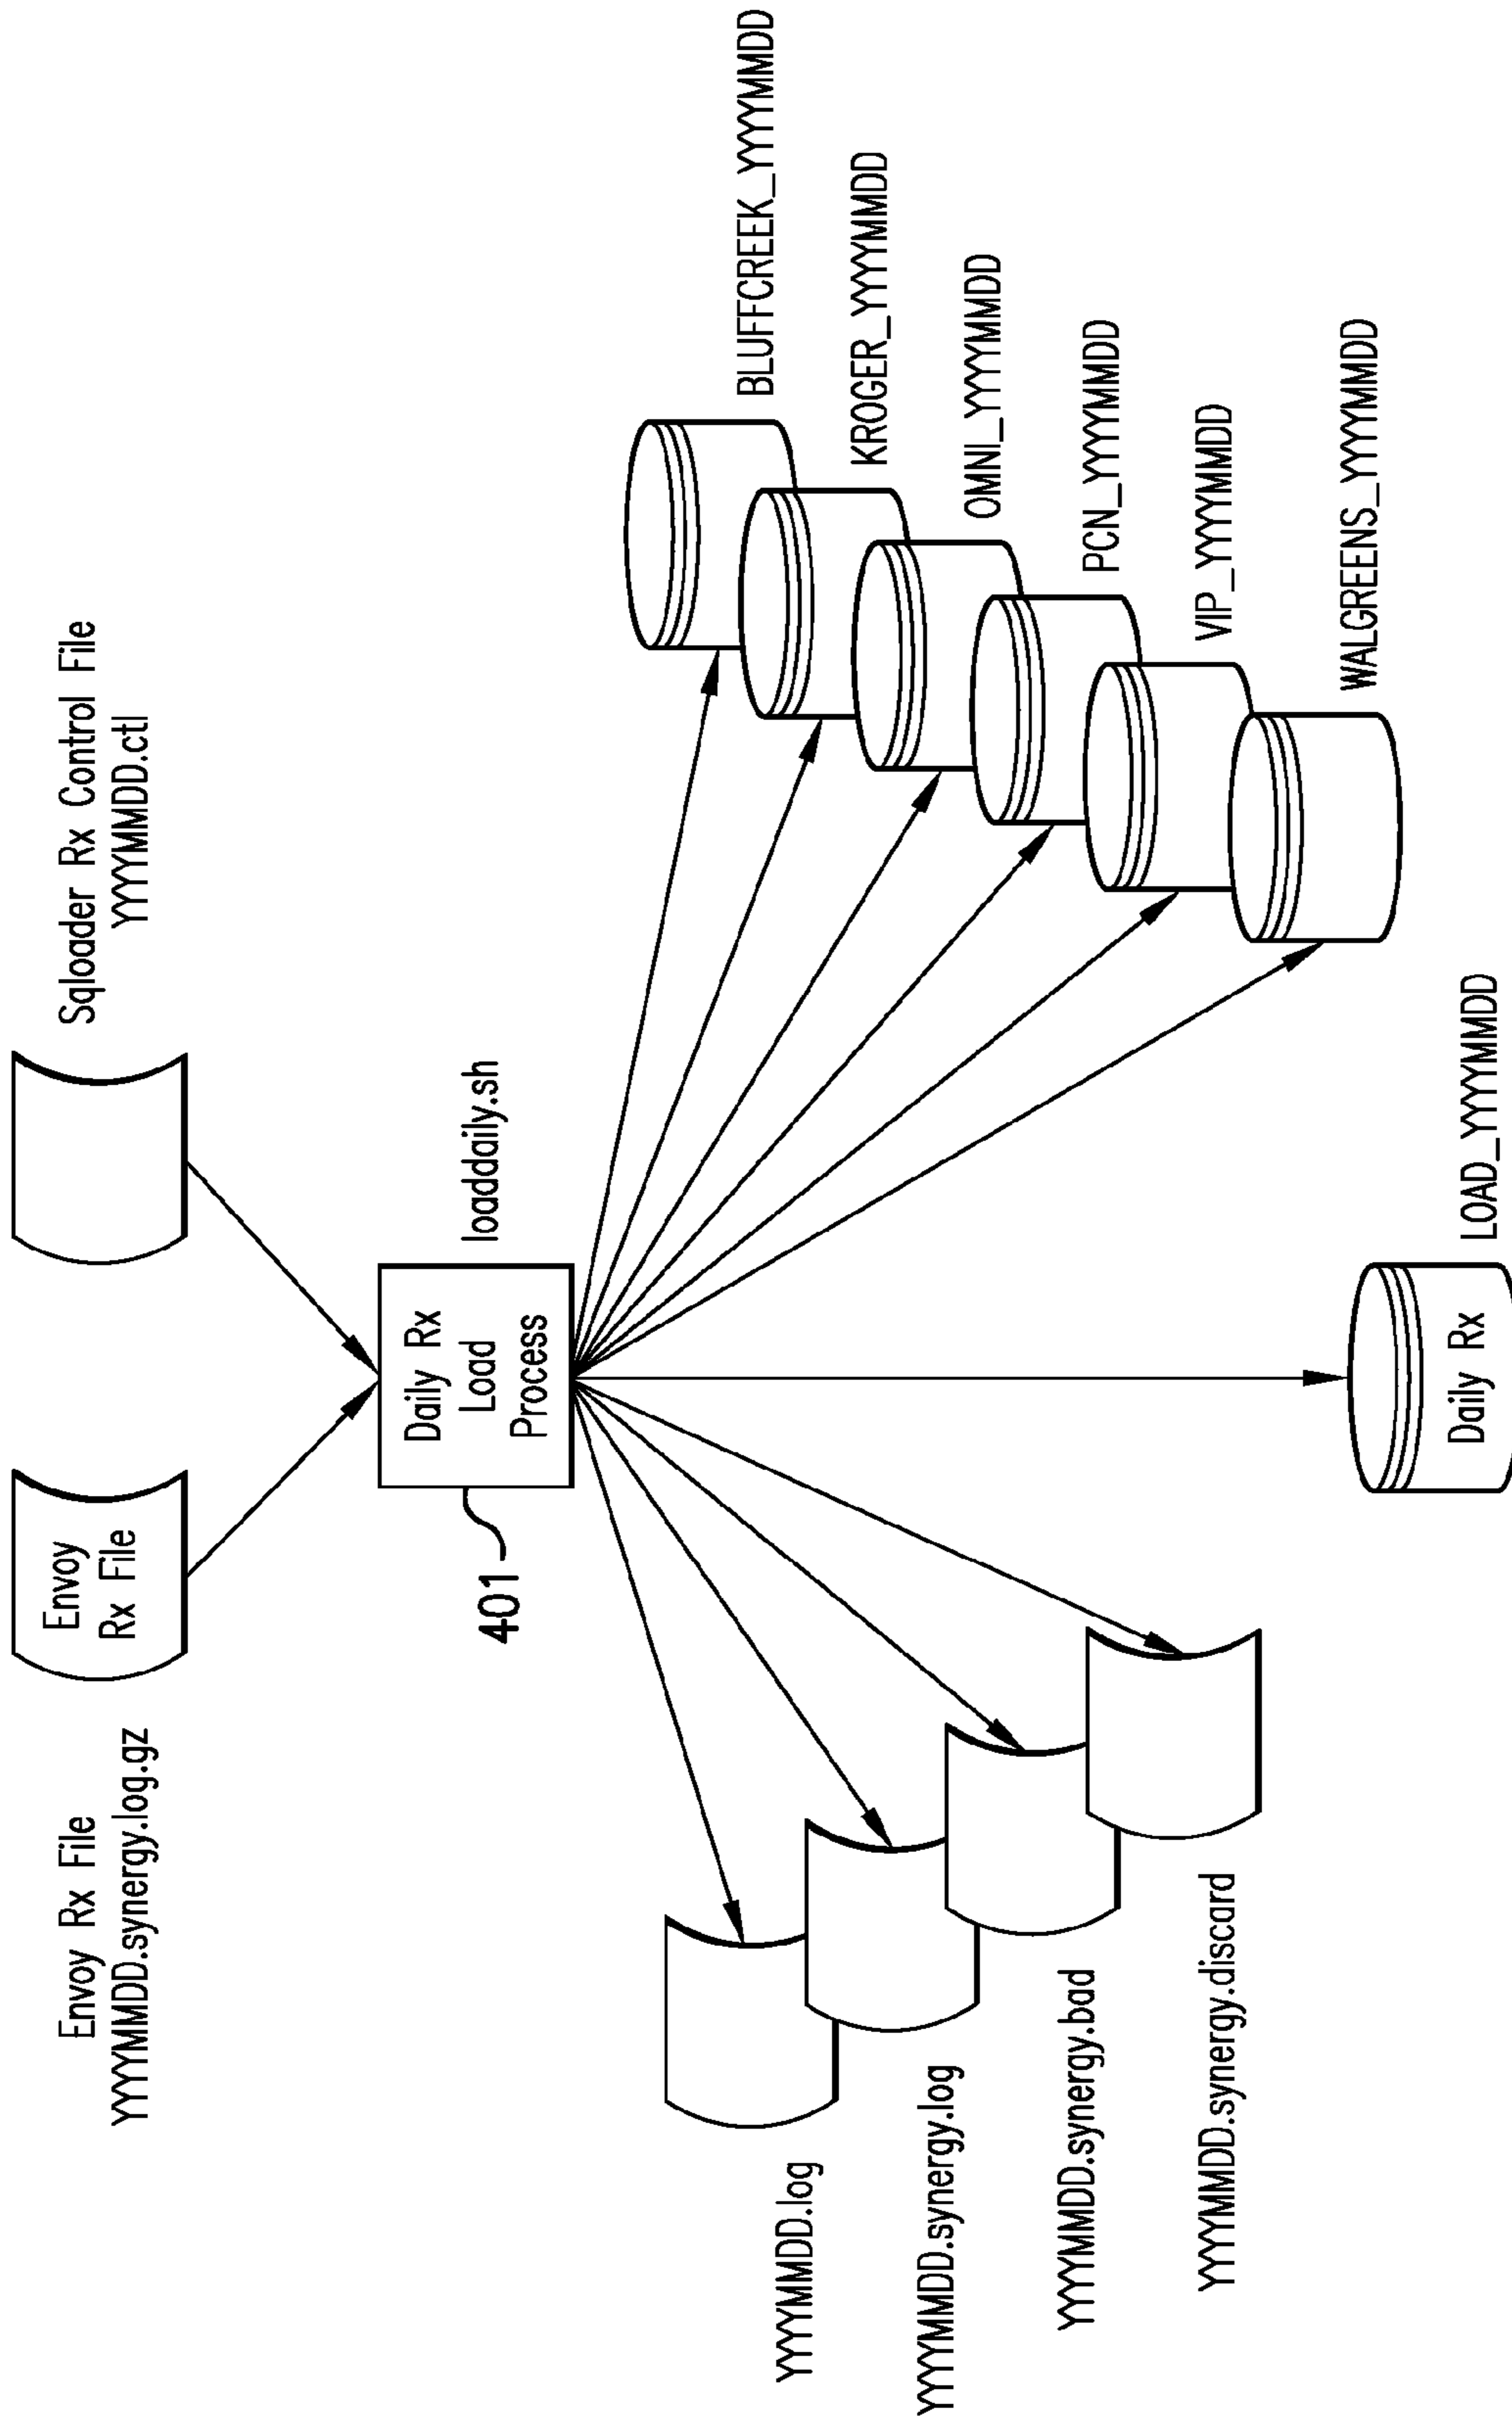 Envoy Rx File
YYYYMMDD.synergy.log.gz
Envoy
Rx File
Sqloader Rx Control File
YYYYMMDD.ctl
Daily Rx
Load
Process
loaddaily.sh
401
YYYYMMDD.log
YYYYMMDD.synergy.log
YYYYMMDD.synergy.bad
YYYYMMDD.synergy.discard
Daily Rx
LOAD_YYYYMMDD
BLUFFCREEK_YYYYMMDD
KROGER_YYYYMMDD
OMNI_YYYYMMDD
PCN_YYYYMMDD
VIP_YYYYMMDD
WALGREENS_YYYYMMDD